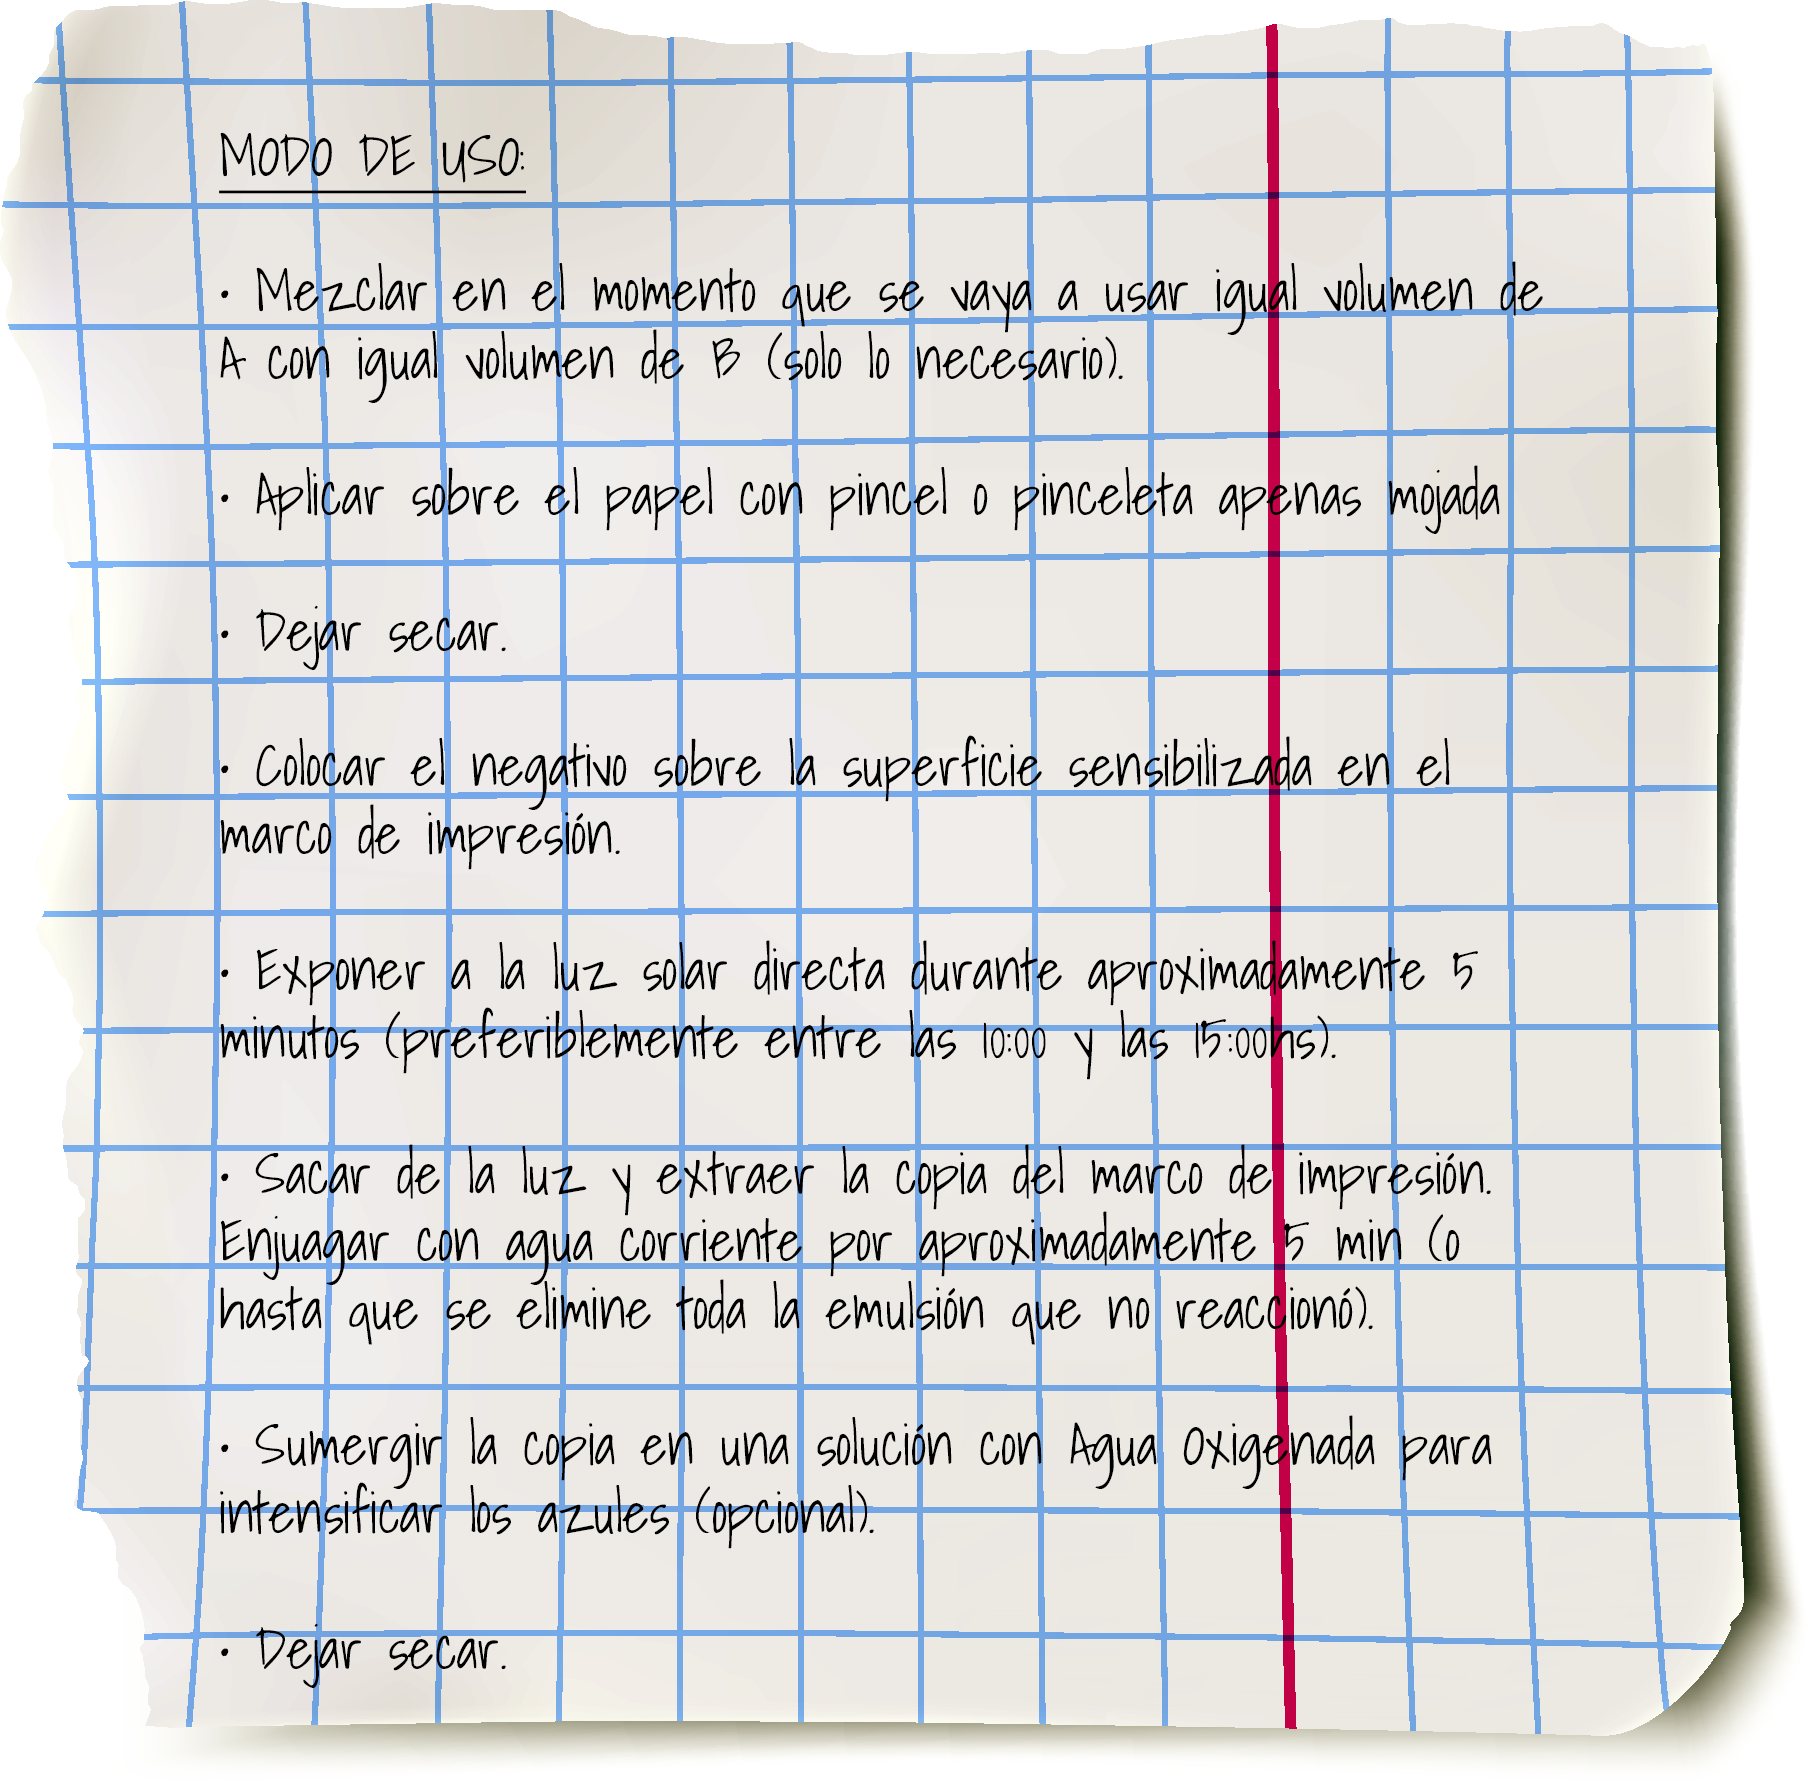 MODO DE USO:
• Mezclar en el momento que se vaya a usar igual volumen de
A con igual volumen de B (solo lo necesario).
• Aplicar sobre el papel con pincel o pinceleta apenas mojada
• Dejar secar.
• Colocar el negativo sobre la superficie sensibilizada en el
marco de impresión.
• Exponer a la luz solar directa durante aproximadamente 5
minutos (preferiblemente entre las 10:00 y las 15:00hs).
• Sacar de la luz y extraer la copia del marco de impresión.
Enjuagar con agua corriente por aproximadamente 5 min (o
hasta que se elimine toda la emulsión que no reaccionó).
• Sumergir la copia en una solución con Agua Oxigenada para
intensificar los azules (opcional).
• Dejar secar.